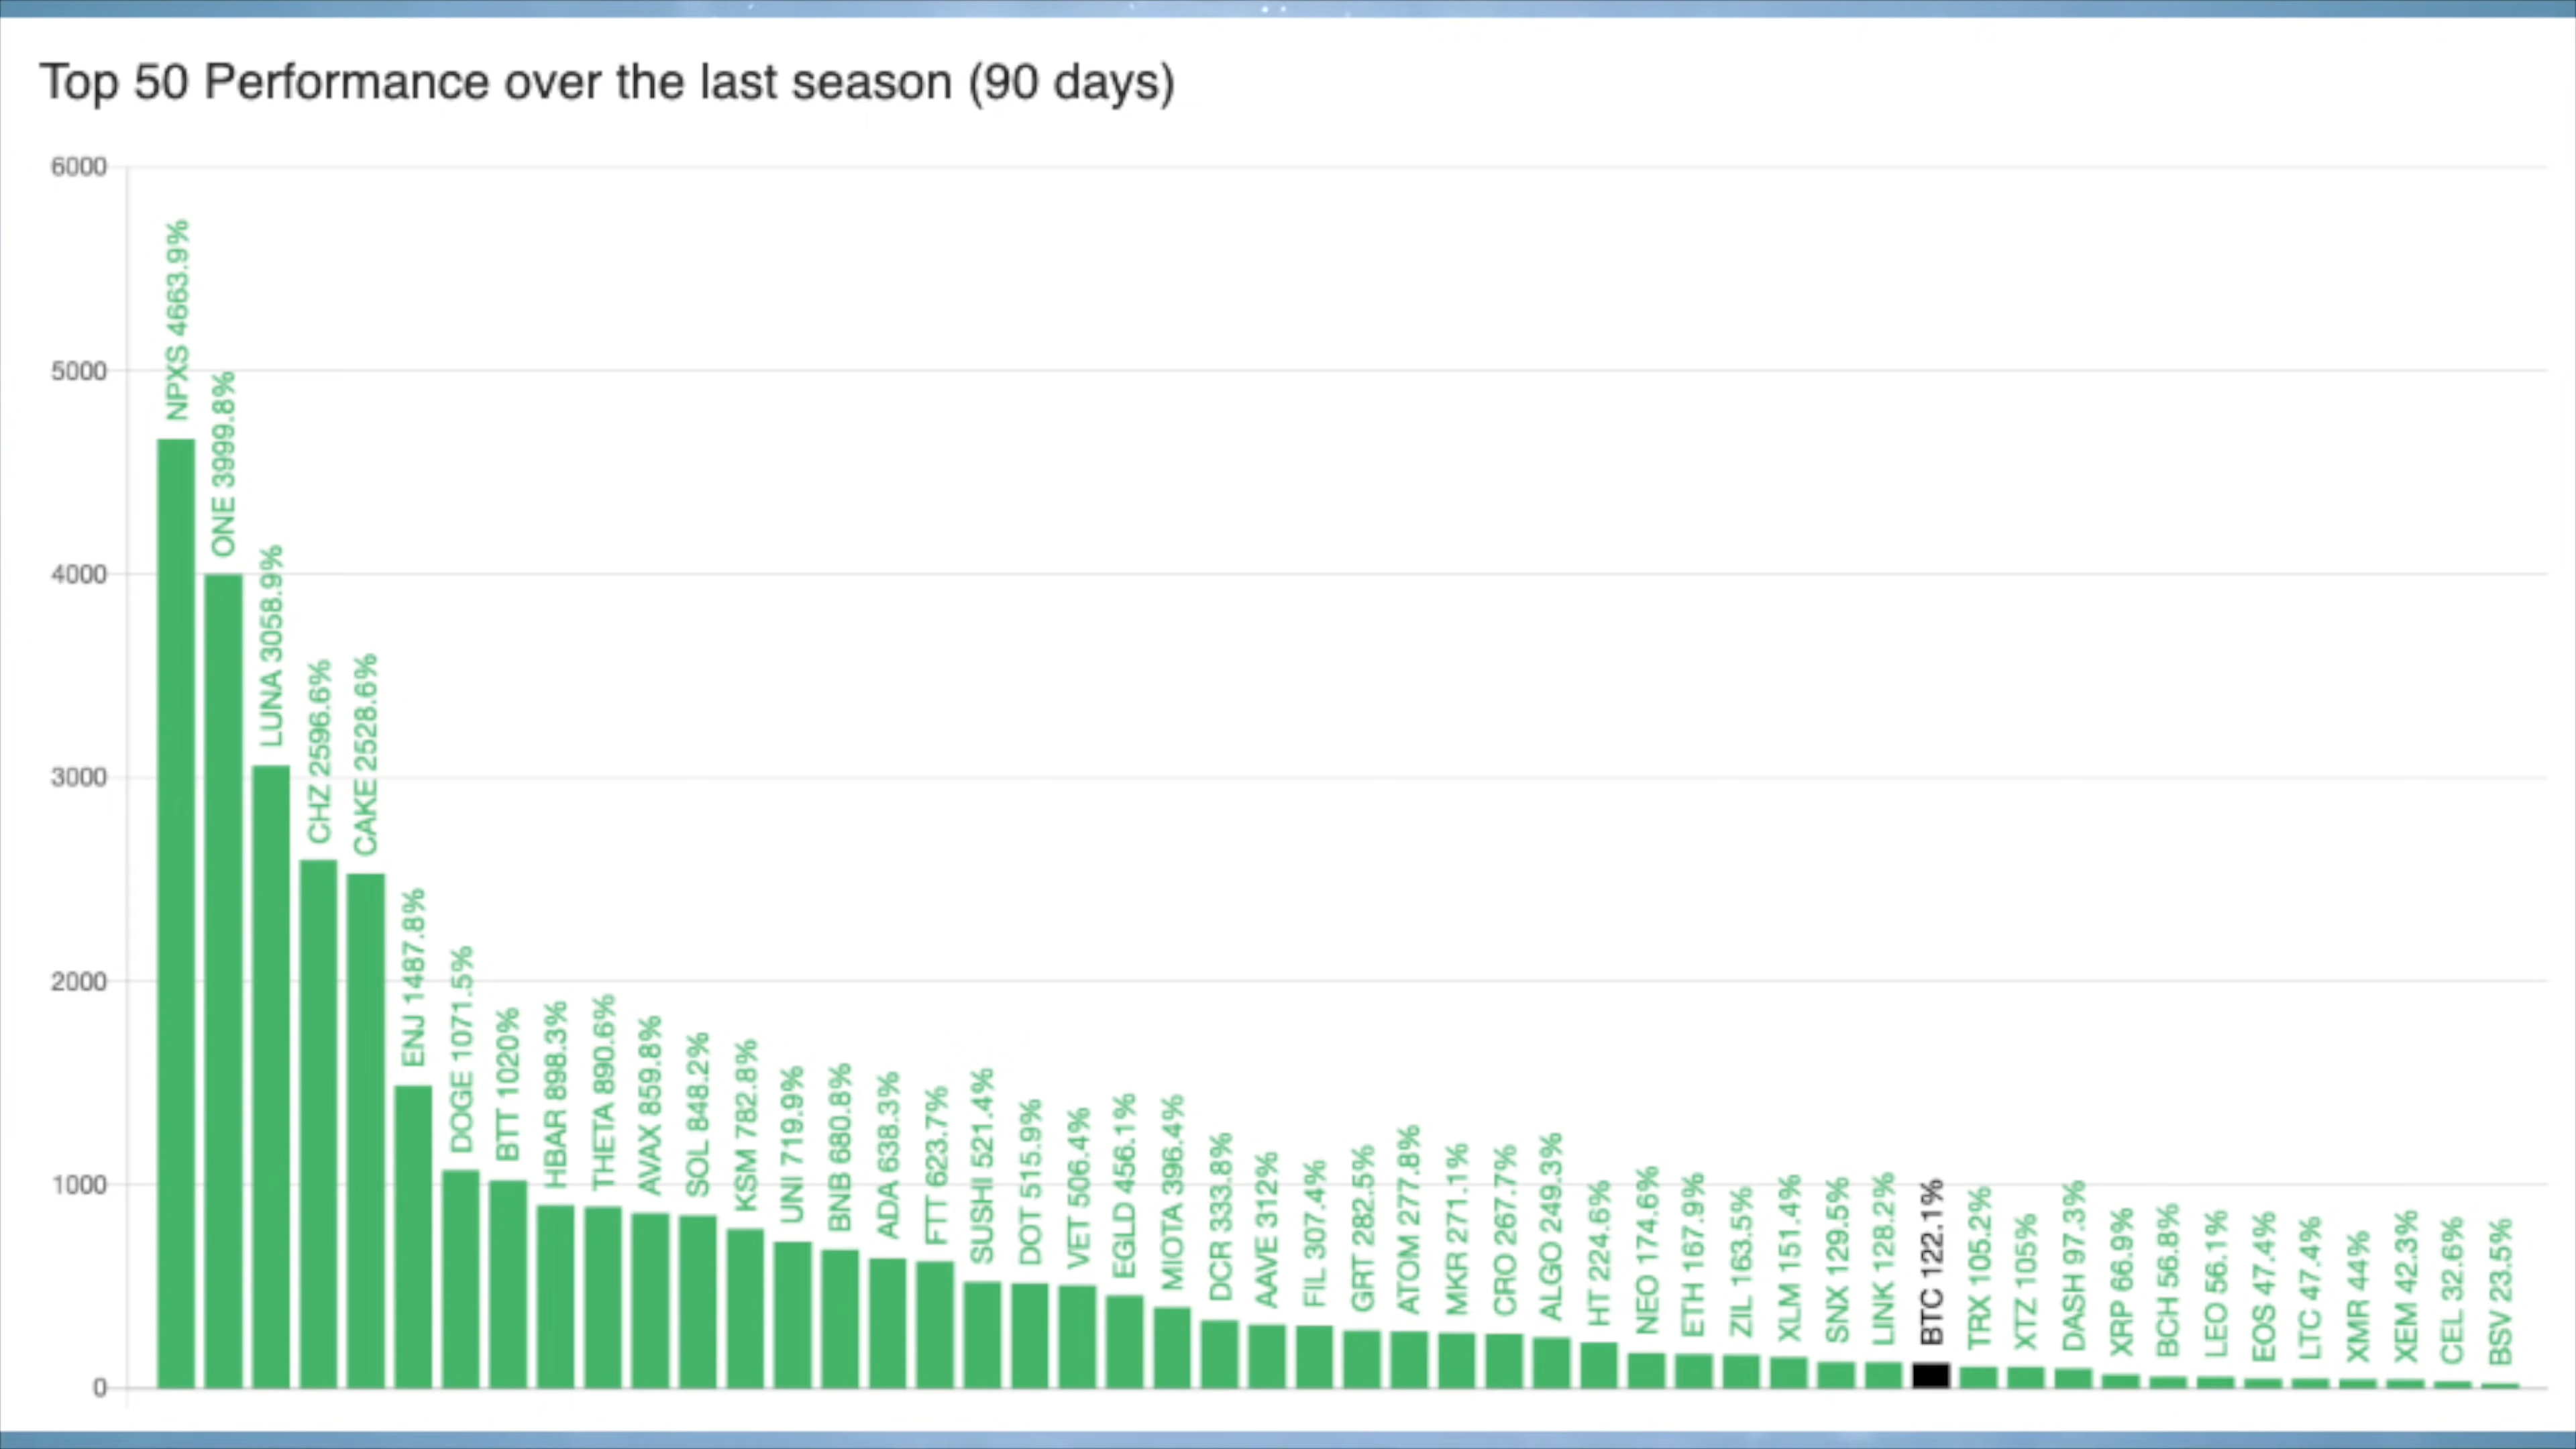 Top 50 Performance over the last season (90 days)
6000
5000
4000
3000
2000
1000
0
NPXS 4663.9%
ONE 3999.8%
LUNA 3058.9%
CHZ 2596.6%
CAKE 2528.6%
ENJ 1487.8%
DOGE 1071.5%
BTT 1020%
HBAR 898.3%
THETA 890.6%
AVAX 859.8%
SOL 848.2%
KSM 782.8%
UNI 719.9%
BNB 680.8%
ADA 638.3%
FTT 623.7%
SUSHI 521.4%
DOT 515.9%
VET 506.4%
EGLD 456.1%
MIOTA 396.4%
DCR 333.8%
AAVE 312%
FIL 307.4%
GRT 282.5%
ATOM 277.8%
MKR 271.1%
CRO 267.7%
ALGO 249.3%
HT 224.6%
NEO 174.6%
ETH 167.9%
ZIL 163.5%
XLM 151.4%
SNX 129.5%
LINK 128.2%
BTC 122.1%
TRX 105.2%
XTZ 105%
DASH 97.3%
XRP 66.9%
BCH 56.8%
LEO 56.1%
EOS 47.4%
LTC 47.4%
XMR 44%
XEM 42.3%
CEL 32.6%
BSV 23.5%